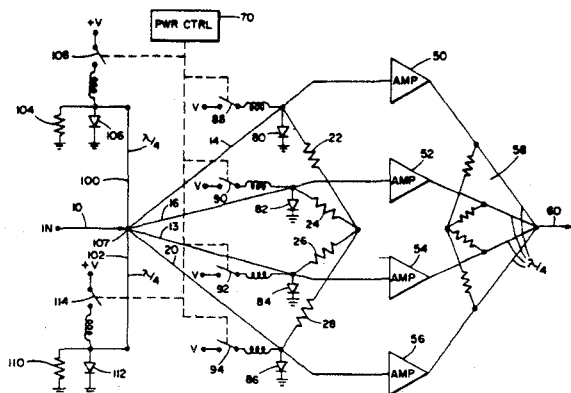 PWR CTRL
70
+V
108
104
106
λ/4
100
10
IN
107
102
λ/4
+V
114
110
112
V
88
80
14
22
V
90
16
82
24
13
26
20
V
92
84
28
V
94
86
50
AMP
52
AMP
54
AMP
56
AMP
58
60
λ/4